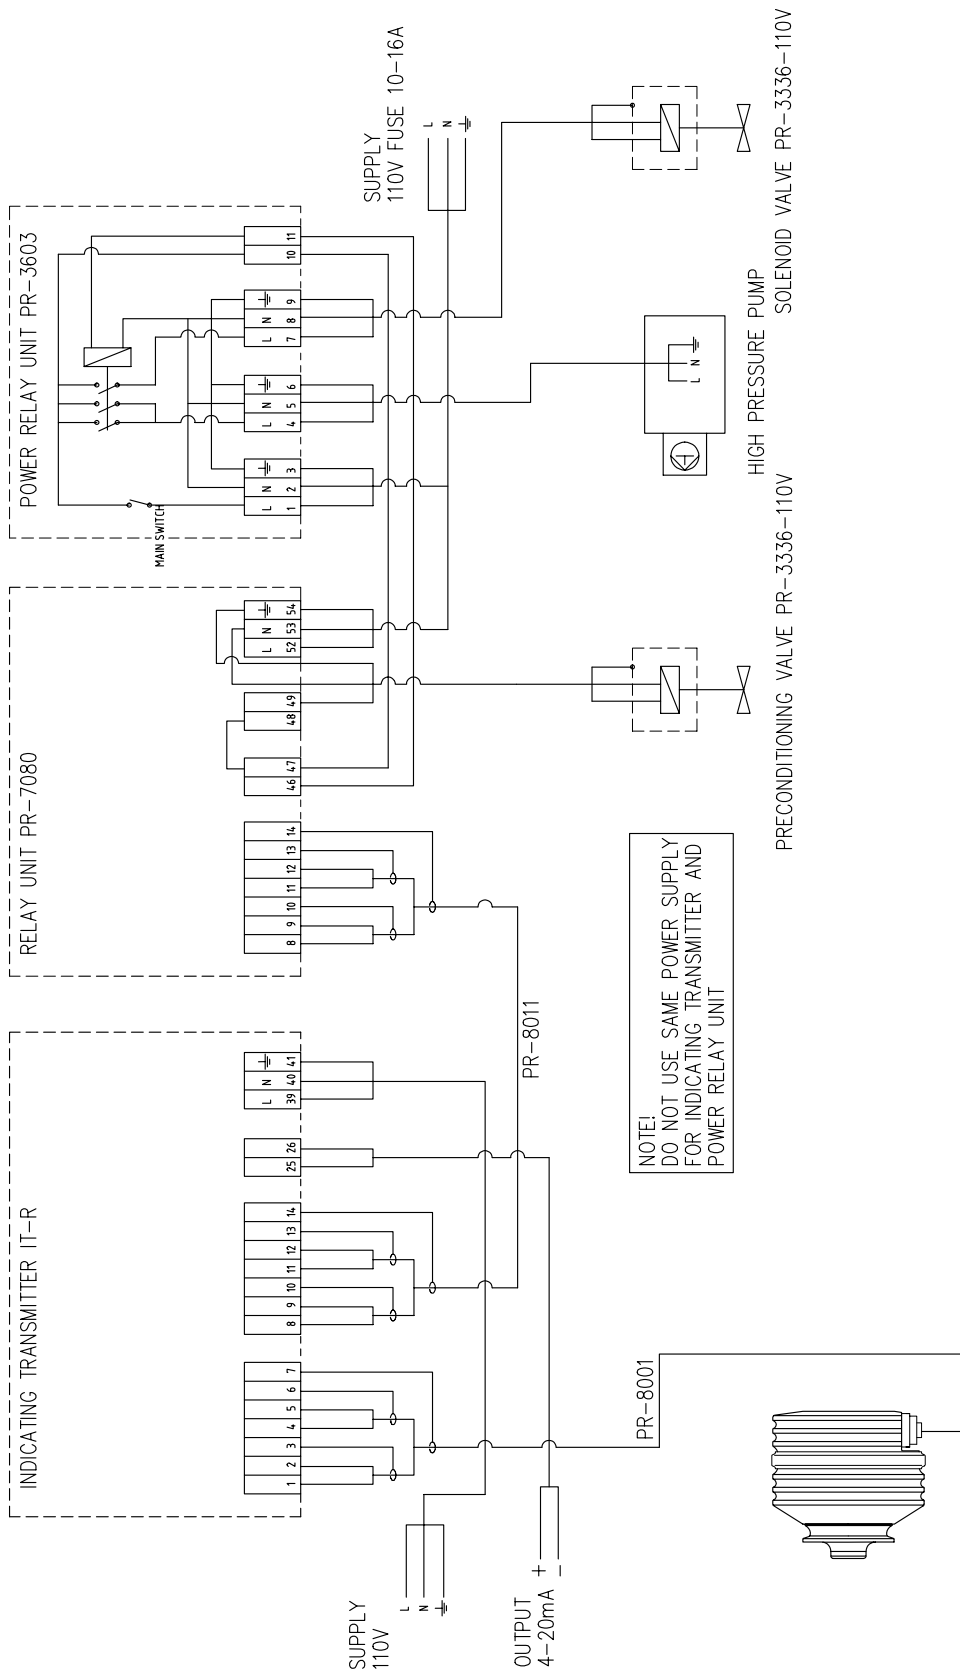 INDICATING TRANSMITTER IT-R
RELAY UNIT PR-7080
POWER RELAY UNIT PR-3603
MAIN SWITCH
1 2 3 4 5 6 7
8 9 10 11 12 13 14
25 26
L N
39 40 41
8 9 10 11 12 13 14
46 47
48 49
L N
52 53 54
L N
1 2 3
L N
4 5 6
L N
7 8 9
10 11
SUPPLY
110V
L
N
SUPPLY
110V FUSE 10-16A
L
N
OUTPUT
4-20mA
+
-
PR-8001
PR-8011
NOTE!
DO NOT USE SAME POWER SUPPLY
FOR INDICATING TRANSMITTER AND
POWER RELAY UNIT
L N
PRECONDITIONING VALVE PR-3336-110V
HIGH PRESSURE PUMP
SOLENOID VALVE PR-3336-110V